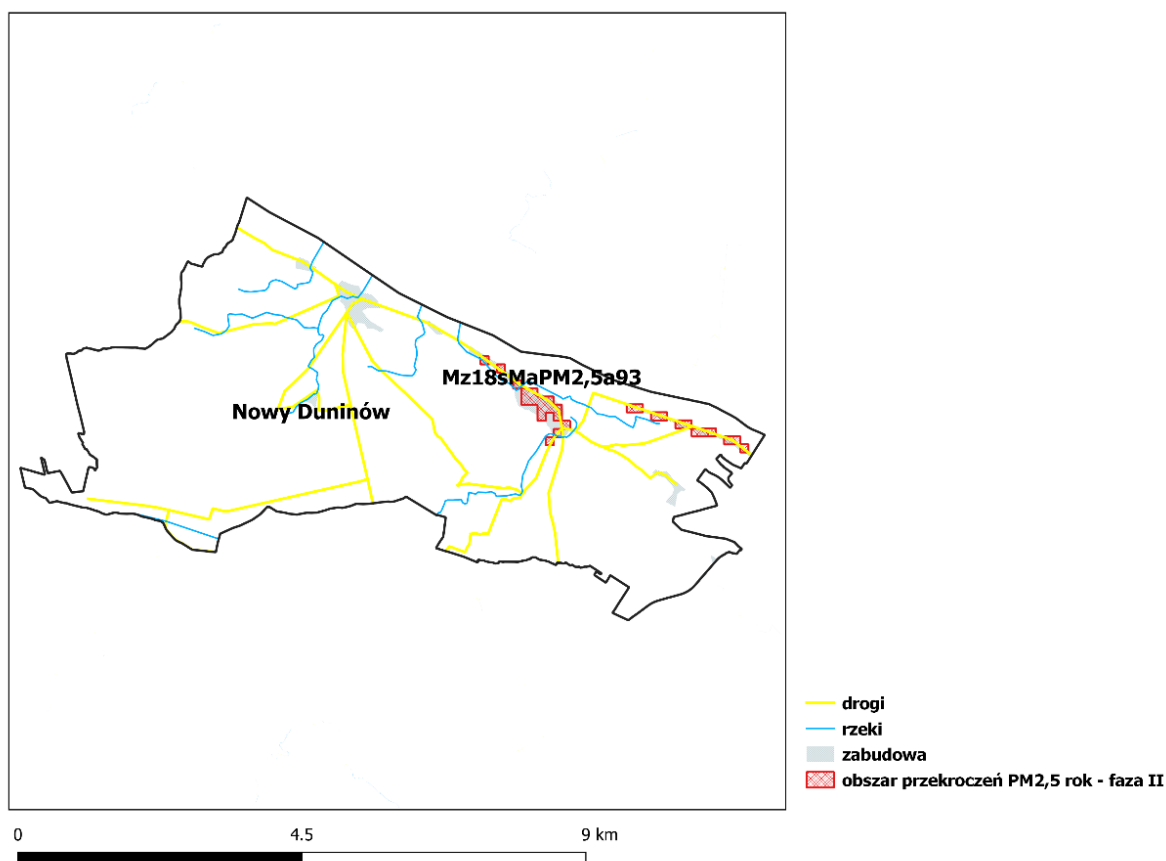 Mz18sMaPM2,5a93
Nowy Duninów
drogi
rzeki
zabudowa
obszar przekroczeń PM2,5 rok - faza II
0 4.5 9 km